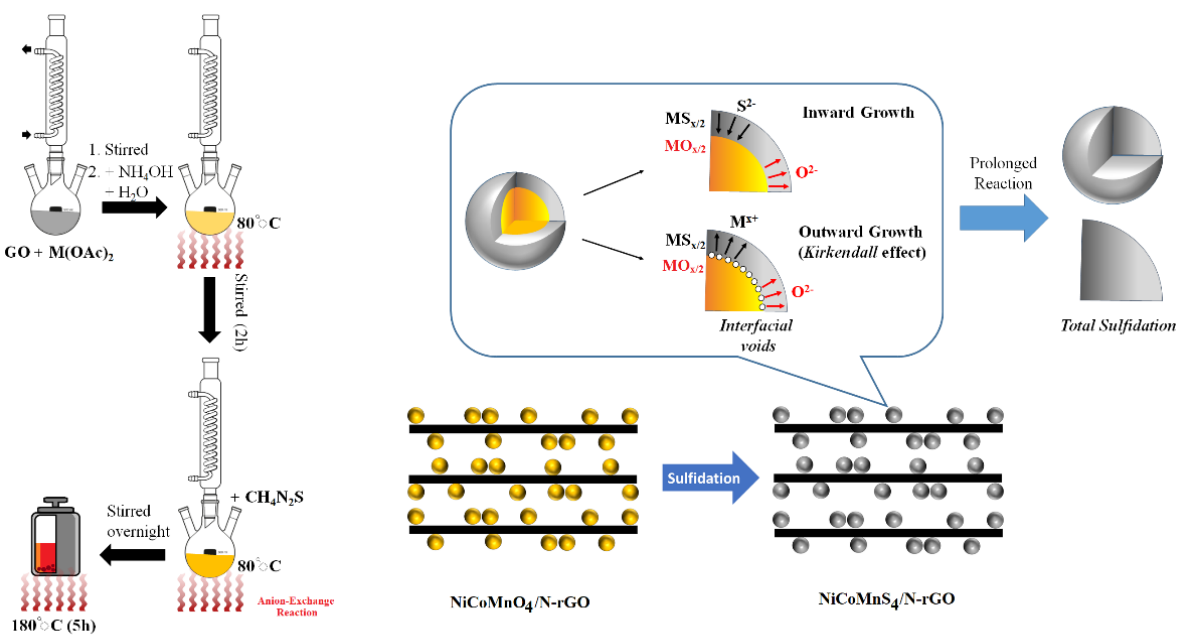 1. Stirred
2. + NH₄OH
+ H₂O
GO + M(OAc)₂
80°C
Stirred (2h)
+ CH₄N₂S
Stirred
overnight
80°C
Anion-Exchange
Reaction
180°C (5h)
S²⁻
Inward Growth
MSₓ/₂
MOₓ/₂
O²⁻
Mˣ⁺
Outward Growth
(Kirkendall effect)
MSₓ/₂
MOₓ/₂
O²⁻
Interfacial
voids
Prolonged
Reaction
Total Sulfidation
Sulfidation
NiCoMnO₄/N-rGO
NiCoMnS₄/N-rGO